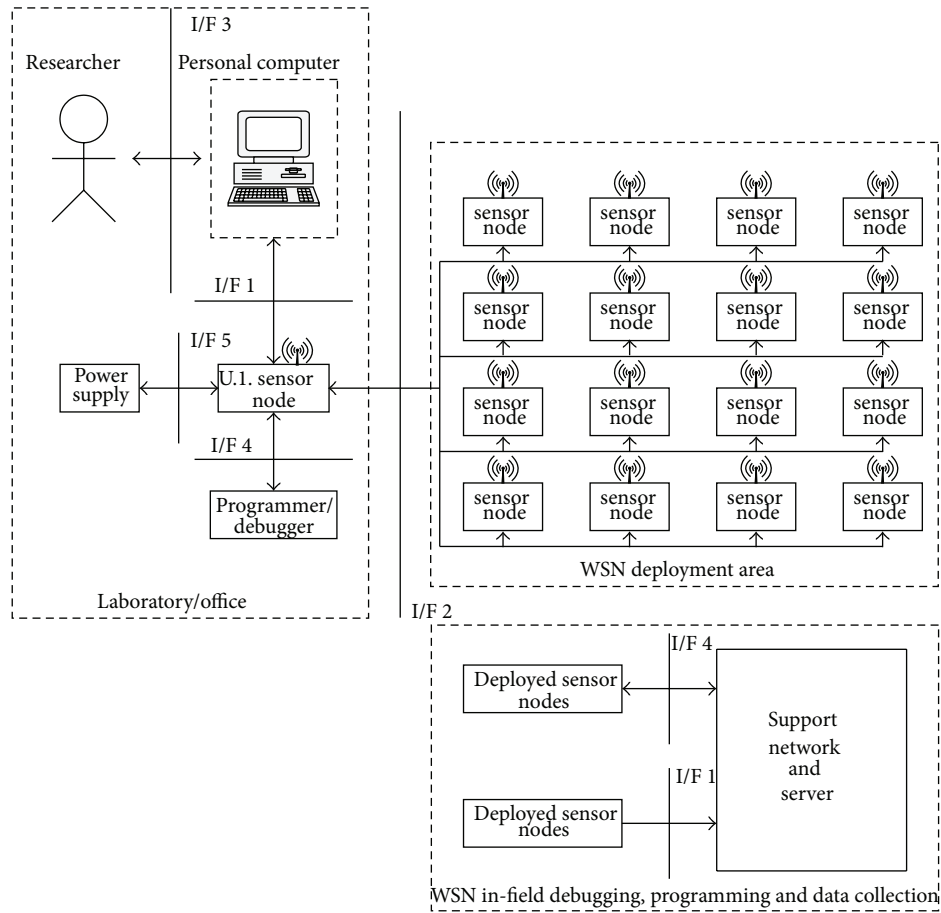 I/F 3
Researcher
Personal computer
I/F 1
I/F 5
Power
supply
U.1. sensor
node
I/F 4
Programmer/
debugger
Laboratory/office
I/F 2
sensor
node
sensor
node
sensor
node
sensor
node
sensor
node
sensor
node
sensor
node
sensor
node
sensor
node
sensor
node
sensor
node
sensor
node
sensor
node
sensor
node
sensor
node
sensor
node
WSN deployment area
I/F 4
Deployed sensor
nodes
Support
network
and
server
I/F 1
Deployed sensor
nodes
WSN in-field debugging, programming and data collection